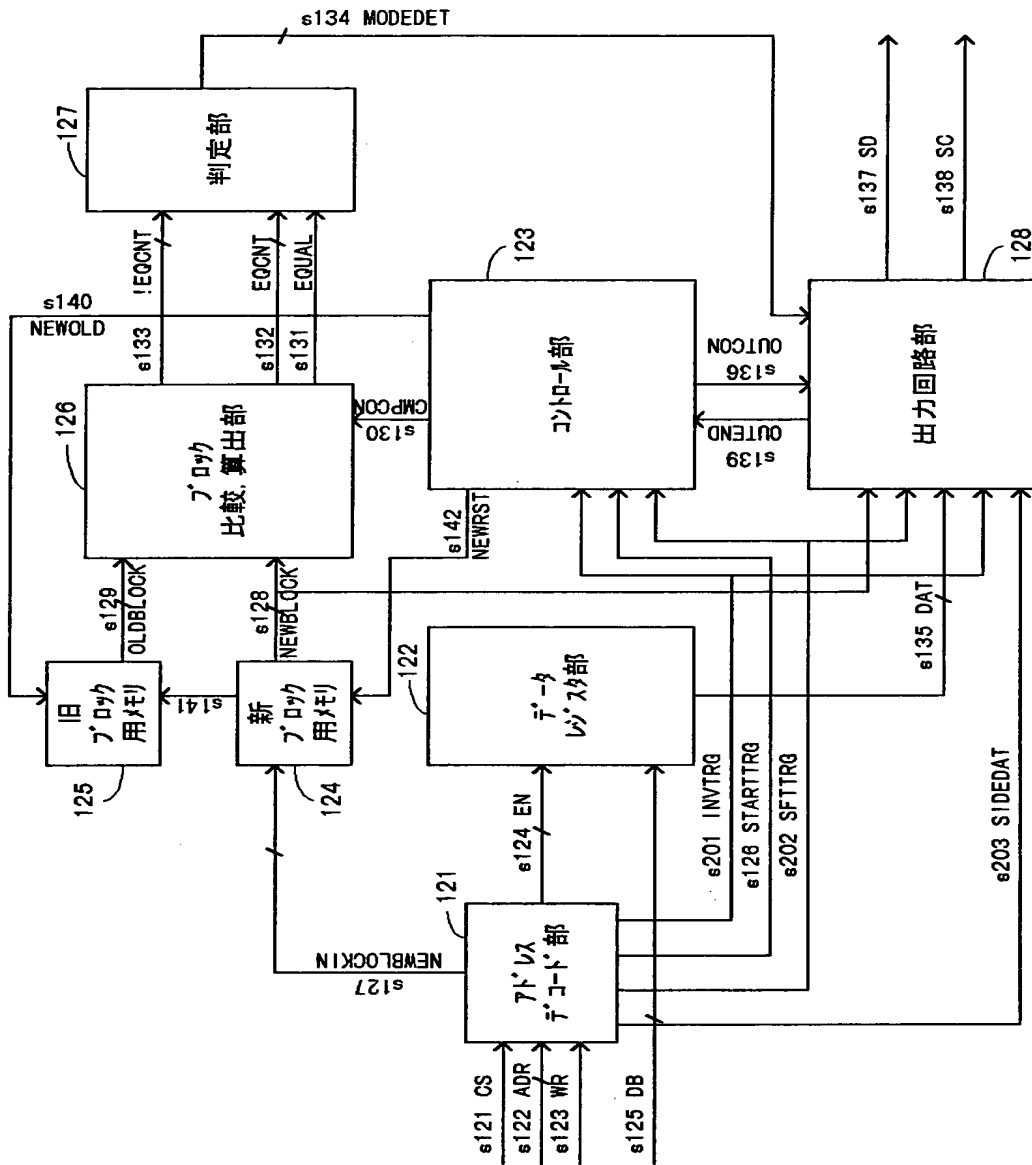 s134 MODEDET
127
判定部
s133
!EQCNT
s132
EQCNT
s131
EQUAL
s140
NEWOLD
126
ブロック
比較,算出部
s130
CMPCON
123
コントロール部
s136
OUTCON
s139
OUTEND
s137 SD
s138 SC
128
出力回路部
s129
OLDBLOCK
s128
NEWBLOCK
s142
NEWRST
旧
ブロック
用メモリ
125
s141
新
ブロック
用メモリ
124
122
データ
レジスタ部
s135 DAT
s124 EN
s127
NEWBLOCKIN
121
アドレス
デコード部
s201 INVTRG
s126 STARTTRG
s202 SFTTRG
s203 SIDEDAT
s121 CS
s122 ADR
s123 WR
s125 DB